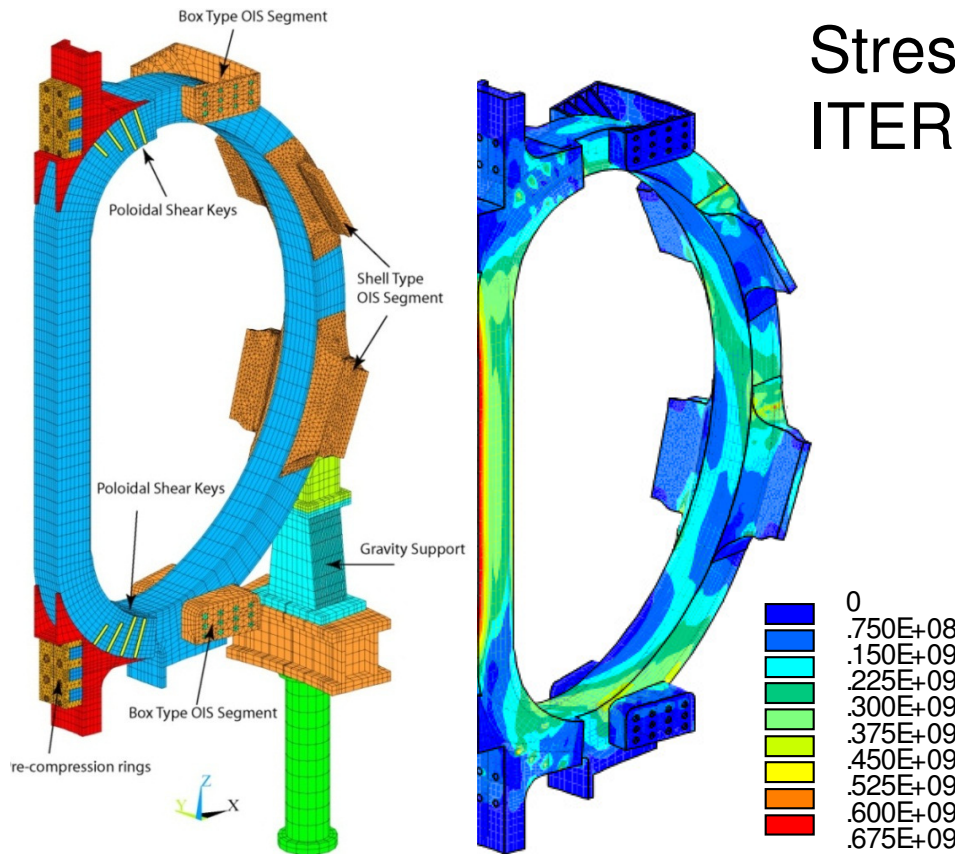 Box Type OIS Segment
Stres
ITER
Poloidal Shear Keys
Shell Type
OIS Segment
Poloidal Shear Keys
Gravity Support
Box Type OIS Segment
re-compression rings
Z
Y
X
0
.750E+08
.150E+09
.225E+09
.300E+09
.375E+09
.450E+09
.525E+09
.600E+09
.675E+09